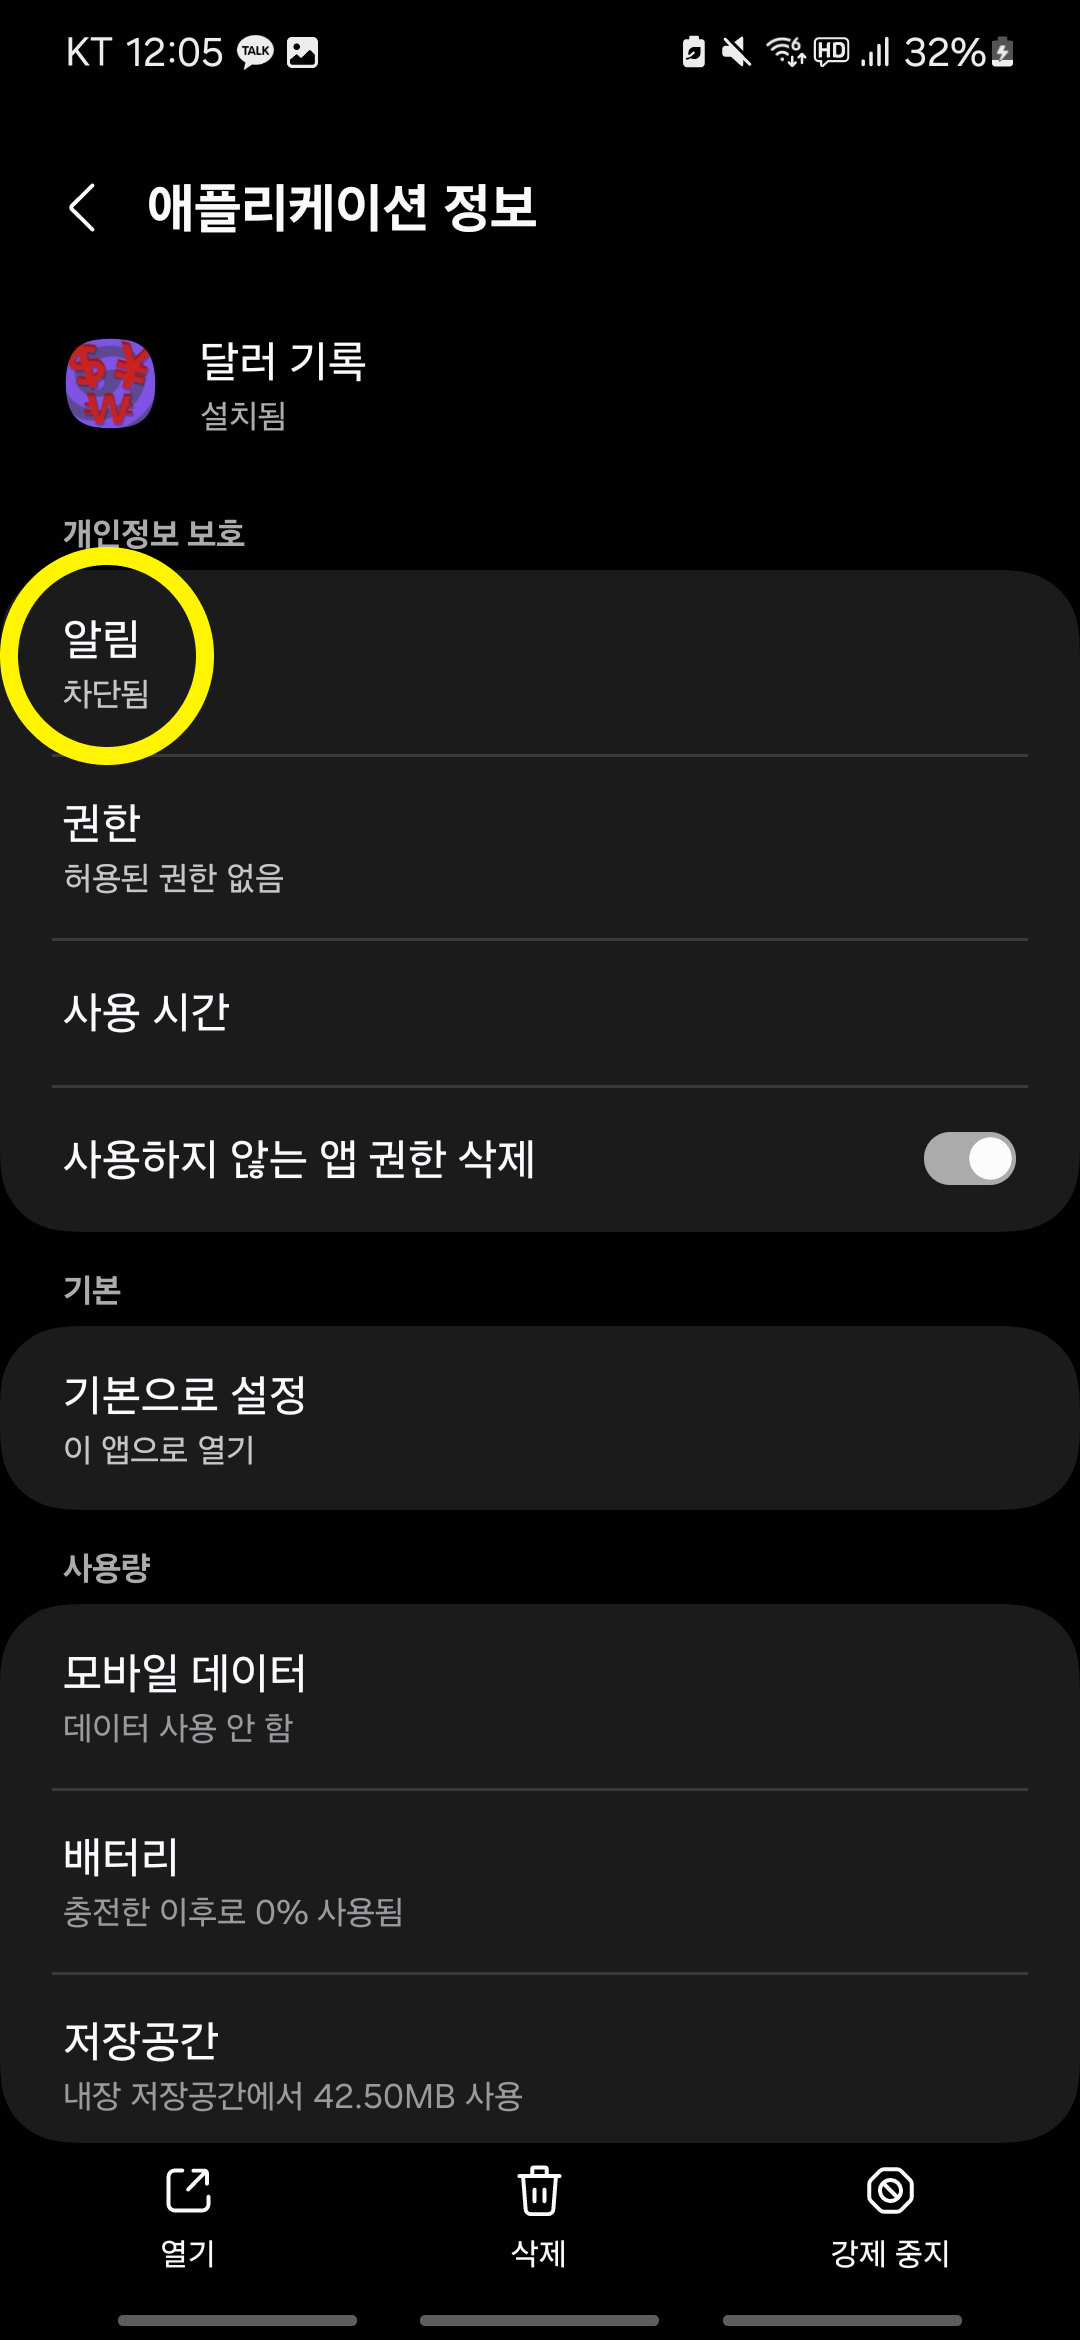 KT 12:05 TALK 6 HD 32%
애플리케이션 정보
달러 기록
설치됨
개인정보 보호
알림
차단됨
권한
허용된 권한 없음
사용 시간
사용하지 않는 앱 권한 삭제
기본
기본으로 설정
이 앱으로 열기
사용량
모바일 데이터
데이터 사용 안 함
배터리
충전한 이후로 0% 사용됨
저장공간
내장 저장공간에서 42.50MB 사용
열기 삭제 강제 중지